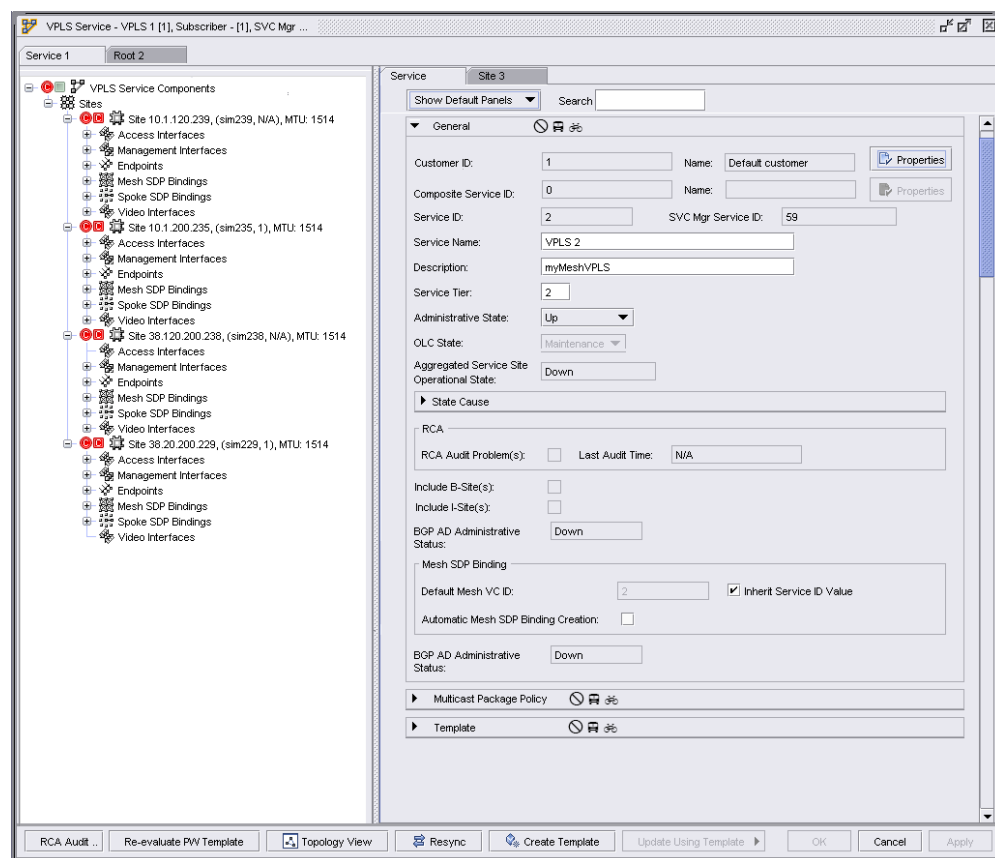 VPLS Service - VPLS 1 [1], Subscriber - [1], SVC Mgr ...
Service 1
Root 2
VPLS Service Components
Sites
Site 10.1.120.239, (sim239, N/A), MTU: 1514
Access Interfaces
Management Interfaces
Endpoints
Mesh SDP Bindings
Spoke SDP Bindings
Video Interfaces
Site 10.1.200.235, (sim235, 1), MTU: 1514
Access Interfaces
Management Interfaces
Endpoints
Mesh SDP Bindings
Spoke SDP Bindings
Video Interfaces
Site 38.120.200.238, (sim238, N/A), MTU: 1514
Access Interfaces
Management Interfaces
Endpoints
Mesh SDP Bindings
Spoke SDP Bindings
Video Interfaces
Site 38.20.200.229, (sim229, 1), MTU: 1514
Access Interfaces
Management Interfaces
Endpoints
Mesh SDP Bindings
Spoke SDP Bindings
Video Interfaces
Service
Site 3
Show Default Panels
Search
General
Customer ID: 1 Name: Default customer Properties
Composite Service ID: 0 Name: Properties
Service ID: 2 SVC Mgr Service ID: 59
Service Name: VPLS 2
Description: myMeshVPLS
Service Tier: 2
Administrative State: Up
OLC State: Maintenance
Aggregated Service Site
Operational State: Down
State Cause
RCA
RCA Audit Problem(s): Last Audit Time: N/A
Include B-Site(s):
Include I-Site(s):
BGP AD Administrative
Status: Down
Mesh SDP Binding
Default Mesh VC ID: 2 Inherit Service ID Value
Automatic Mesh SDP Binding Creation:
BGP AD Administrative
Status: Down
Multicast Package Policy
Template
RCA Audit .. Re-evaluate PW Template Topology View Resync Create Template Update Using Template OK Cancel Apply